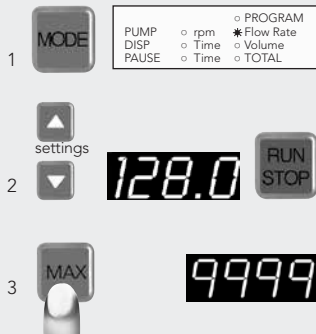 ○ PROGRAM
PUMP ○ rpm ✷ Flow Rate
DISP ○ Time ○ Volume
PAUSE ○ Time ○ TOTAL
1 MODE
settings
2 128.0 RUN STOP
3 MAX 9999